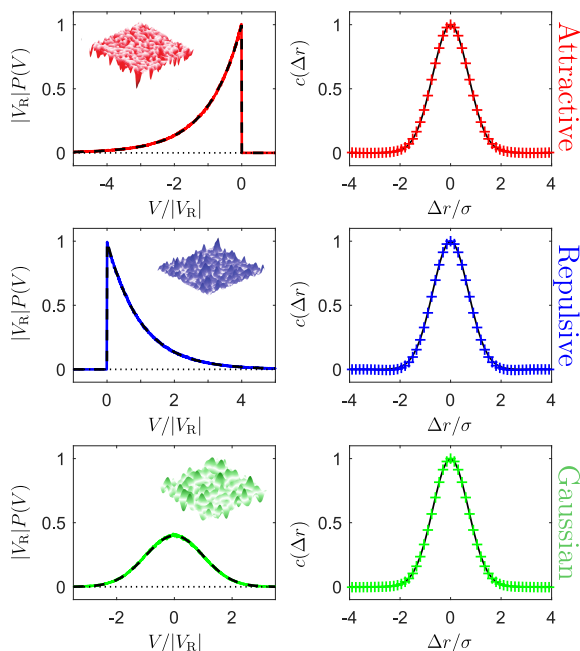 |V_R|P(V)
1
0.5
0
-4 -2 0
V/|V_R|
c(Δr)
1
0.5
0
-4 -2 0 2 4
Δr/σ
Attractive
|V_R|P(V)
1
0.5
0
0 2 4
V/|V_R|
c(Δr)
1
0.5
0
-4 -2 0 2 4
Δr/σ
Repulsive
|V_R|P(V)
1
0.5
0
-2 0 2
V/|V_R|
c(Δr)
1
0.5
0
-4 -2 0 2 4
Δr/σ
Gaussian